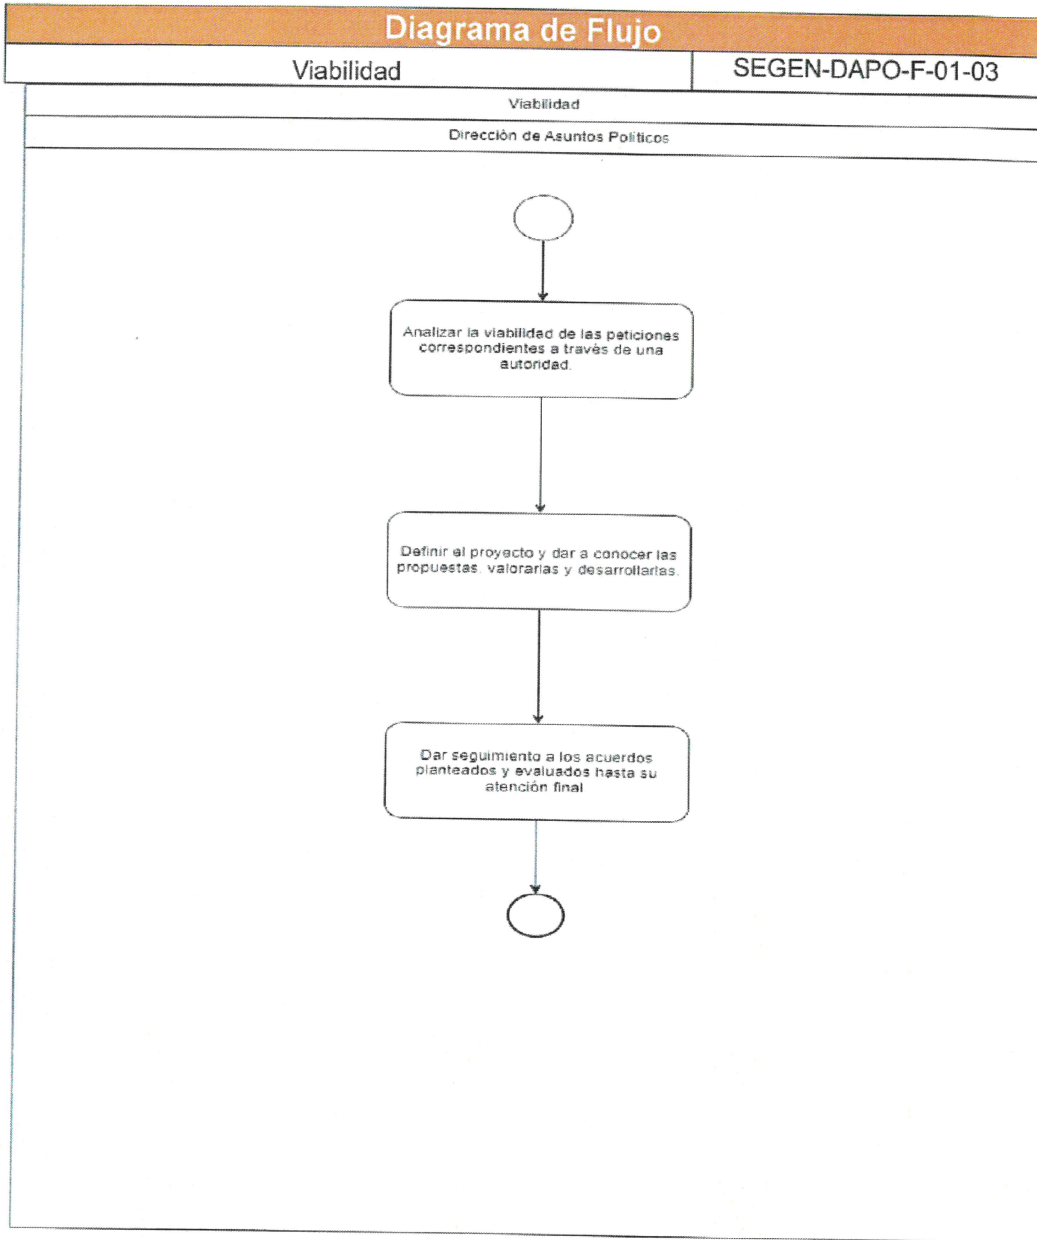 Diagrama de Flujo
Viabilidad
SEGEN-DAPO-F-01-03
Viabilidad
Dirección de Asuntos Políticos
Analizar la viabilidad de las peticiones
correspondientes a través de una
autoridad.
Definir el proyecto y dar a conocer las
propuestas. valorarlas y desarrollarlas.
Dar seguimiento a los acuerdos
planteados y evaluados hasta su
atención final